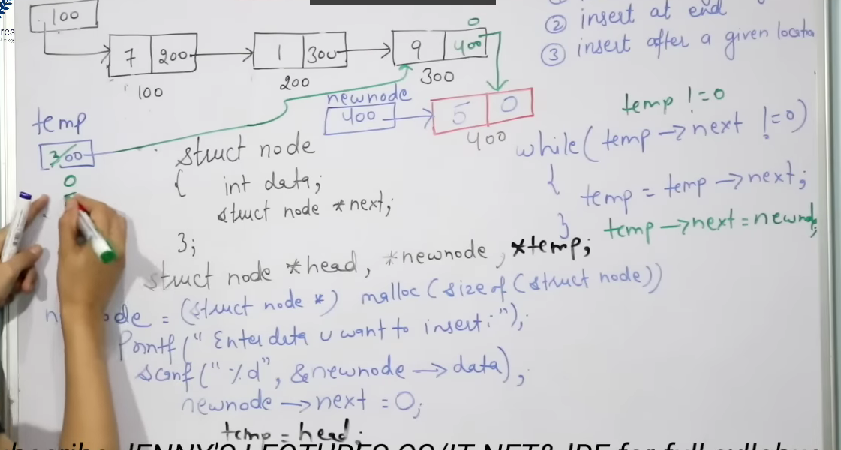 100
② insert at end
③ insert after a given locatio
7 200
1 300
9 400
0
100
200
300
newnode
400
5 0
400
temp
300
0
temp != 0
while( temp → next != 0)
{
temp = temp → next;
}
temp → next = newnode;
struct node
{ int data;
struct node *next;
};
struct node *head, *newnode, *temp;
= (struct node *) malloc (sizeof (struct node))
Printf(" Enter data u want to insert:");
scanf("%d", &newnode → data);
newnode → next = 0;
temp = head;
JENNY'S LECTURES CS/IT NET&JRF for full syllabus